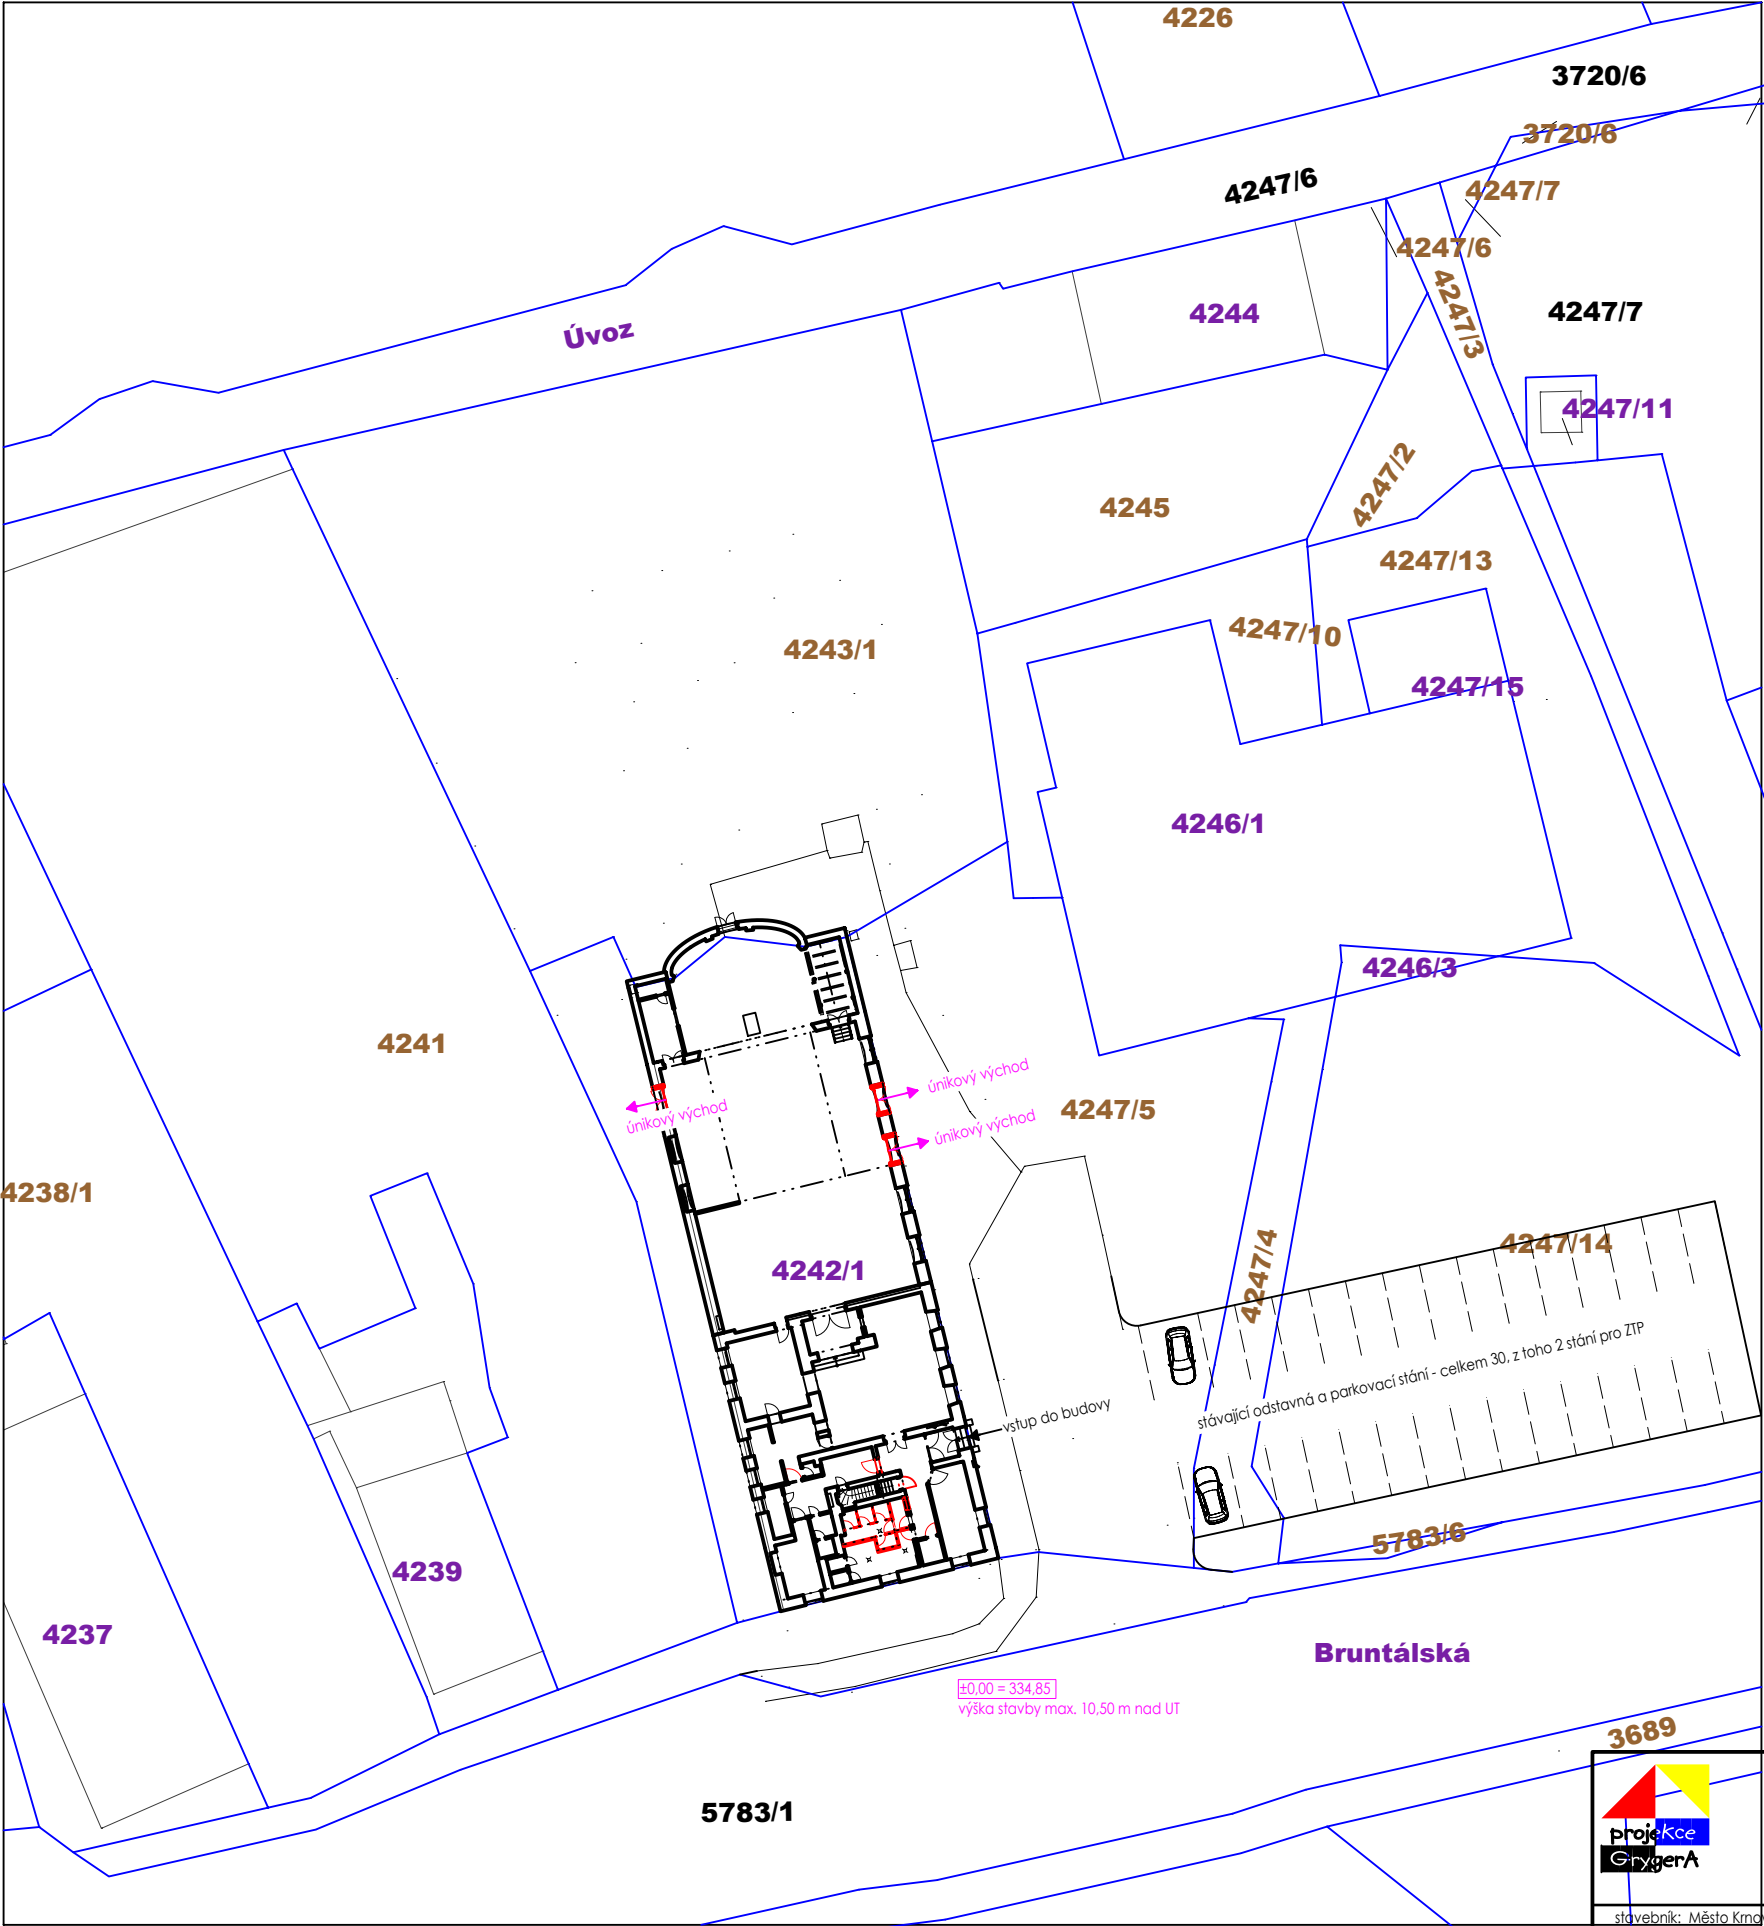 4226
3720/6
3720/6
4247/6
4247/7
4247/6
4247/3
4247/7
Úvoz
4244
4247/11
4247/2
4245
4247/13
4247/10
4243/1
4247/15
4246/1
4246/3
4241
únikový východ
únikový východ
únikový východ
4247/5
4238/1
4247/4
4247/14
4242/1
stávající odstavná a parkovací stání - celkem 30, z toho 2 stání pro ZTP
vstup do budovy
5783/6
4239
4237
Bruntálská
±0,00 = 334,85
výška stavby max. 10,50 m nad UT
3689
5783/1
projekce
GrygerA
stavebník: Město